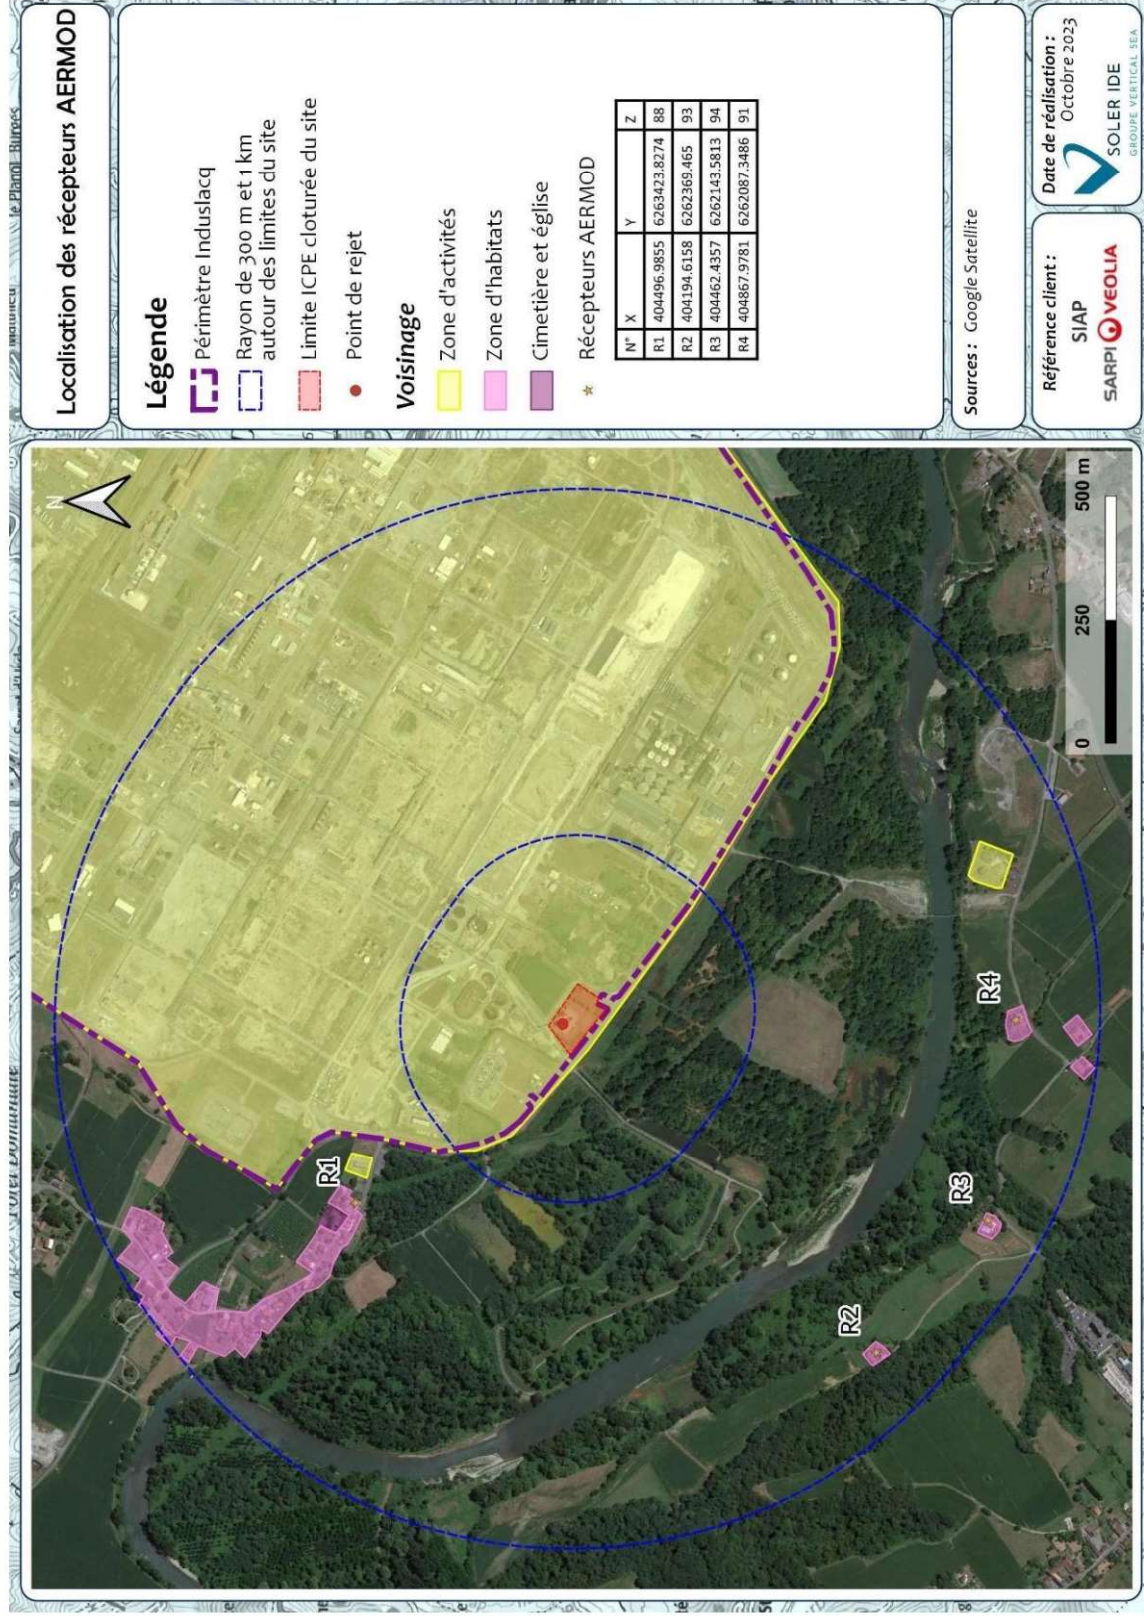 Localisation des récepteurs AERMOD
Légende
Périmètre Induslacq
Rayon de 300 m et 1 km
autour des limites du site
Limite ICPE cloturée du site
Point de rejet
Voisinage
Zone d'activités
Zone d'habitats
Cimetière et église
Récepteurs AERMOD
N° X Y Z
R1 404496.9855 6263423.8274 88
R2 404194.6158 6262369.465 93
R3 404462.4357 6262143.5813 94
R4 404867.9781 6262087.3486 91
Sources : Google Satellite
Référence client :
SIAP
SARPI VEOLIA
Date de réalisation :
Octobre 2023
SOLER IDE
GROUPE VERTICAL SEA
N
R1
R2
R3
R4
0 250 500 m